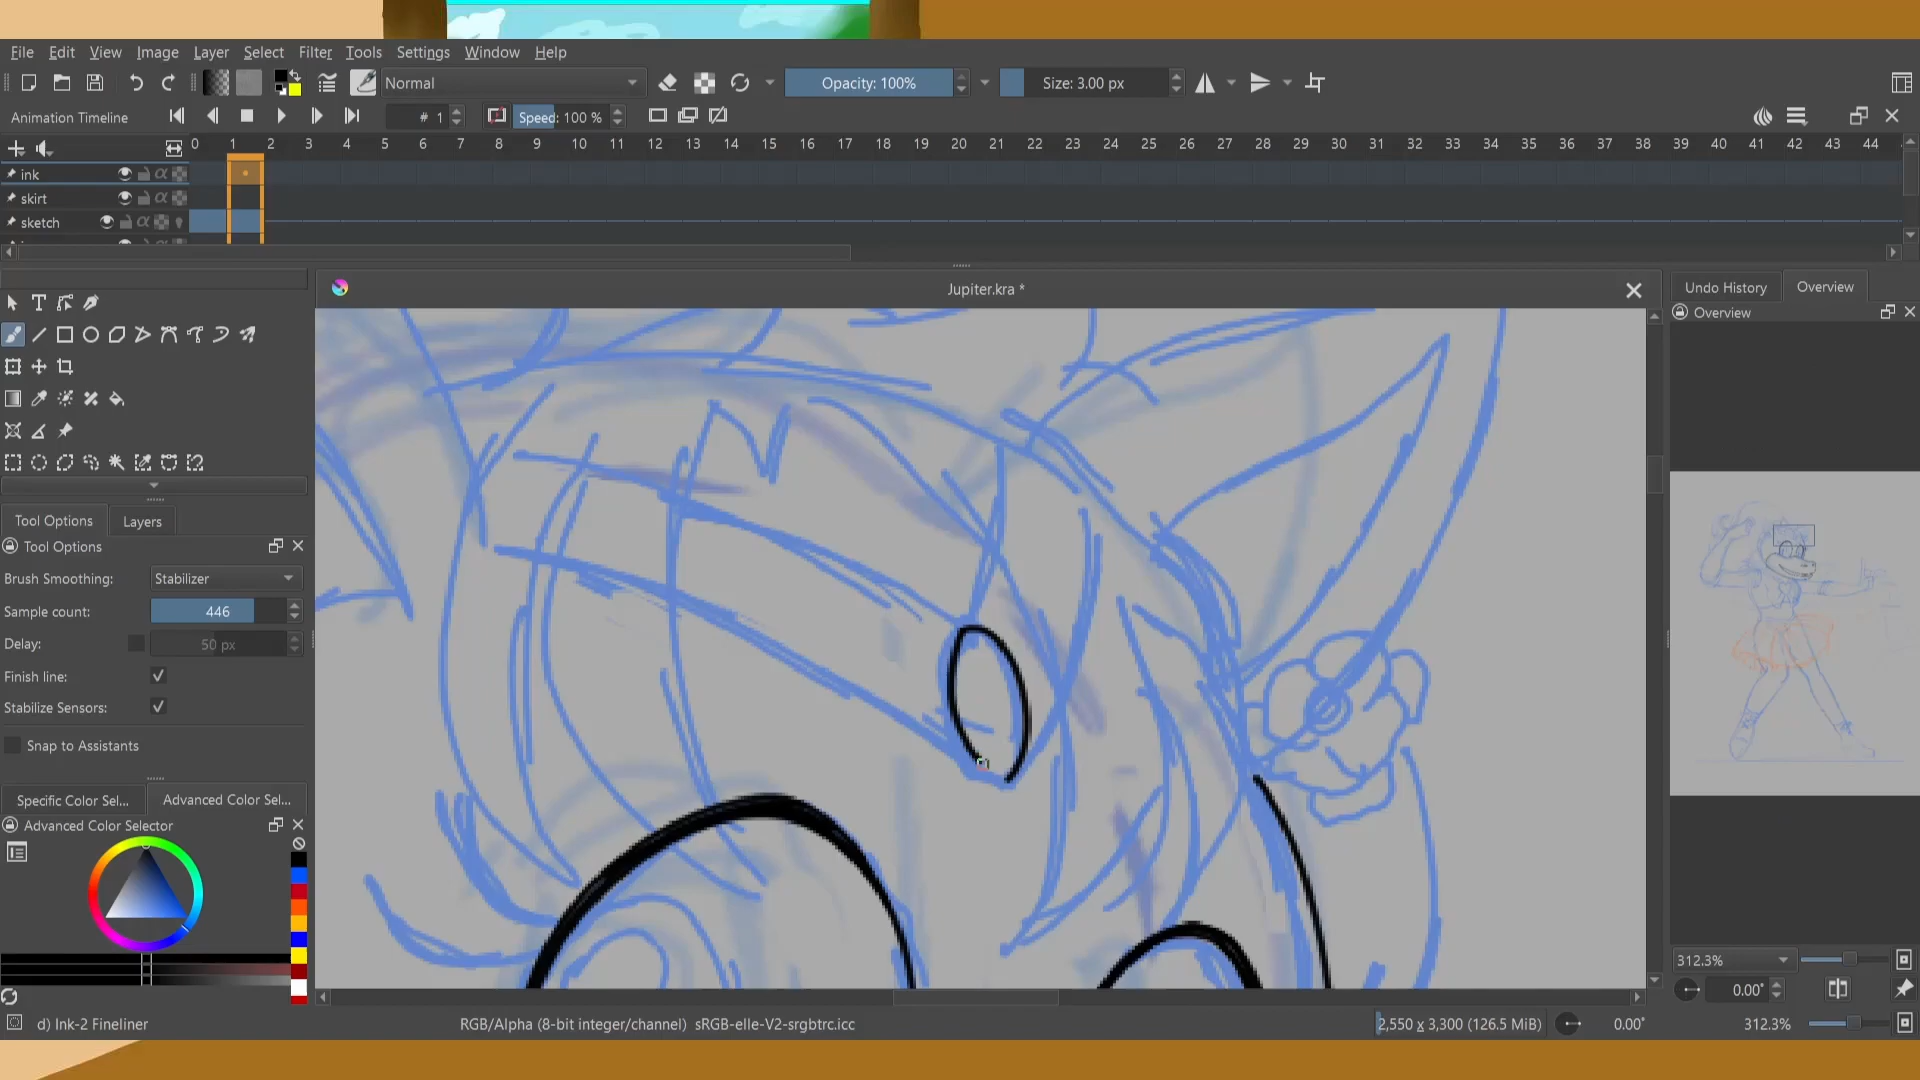 File Edit View Image Layer Select Filter Tools Settings Window Help
Normal Opacity: 100% Size: 3.00 px
Animation Timeline # 1 Speed: 100 %
0 1 2 3 4 5 6 7 8 9 10 11 12 13 14 15 16 17 18 19 20 21 22 23 24 25 26 27 28 29 30 31 32 33 34 35 36 37 38 39 40 41 42 43 44
ink
skirt
sketch
Jupiter.kra *
Undo History Overview
Overview
Tool Options Layers
Tool Options
Brush Smoothing: Stabilizer
Sample count: 446
Delay: 50 px
Finish line:
Stabilize Sensors:
Snap to Assistants
Specific Color Sel... Advanced Color Sel...
Advanced Color Selector
312.3%
0.00°
d) Ink-2 Fineliner RGB/Alpha (8-bit integer/channel) sRGB-elle-V2-srgbtrc.icc 2,550 x 3,300 (126.5 MiB) 0.00° 312.3%